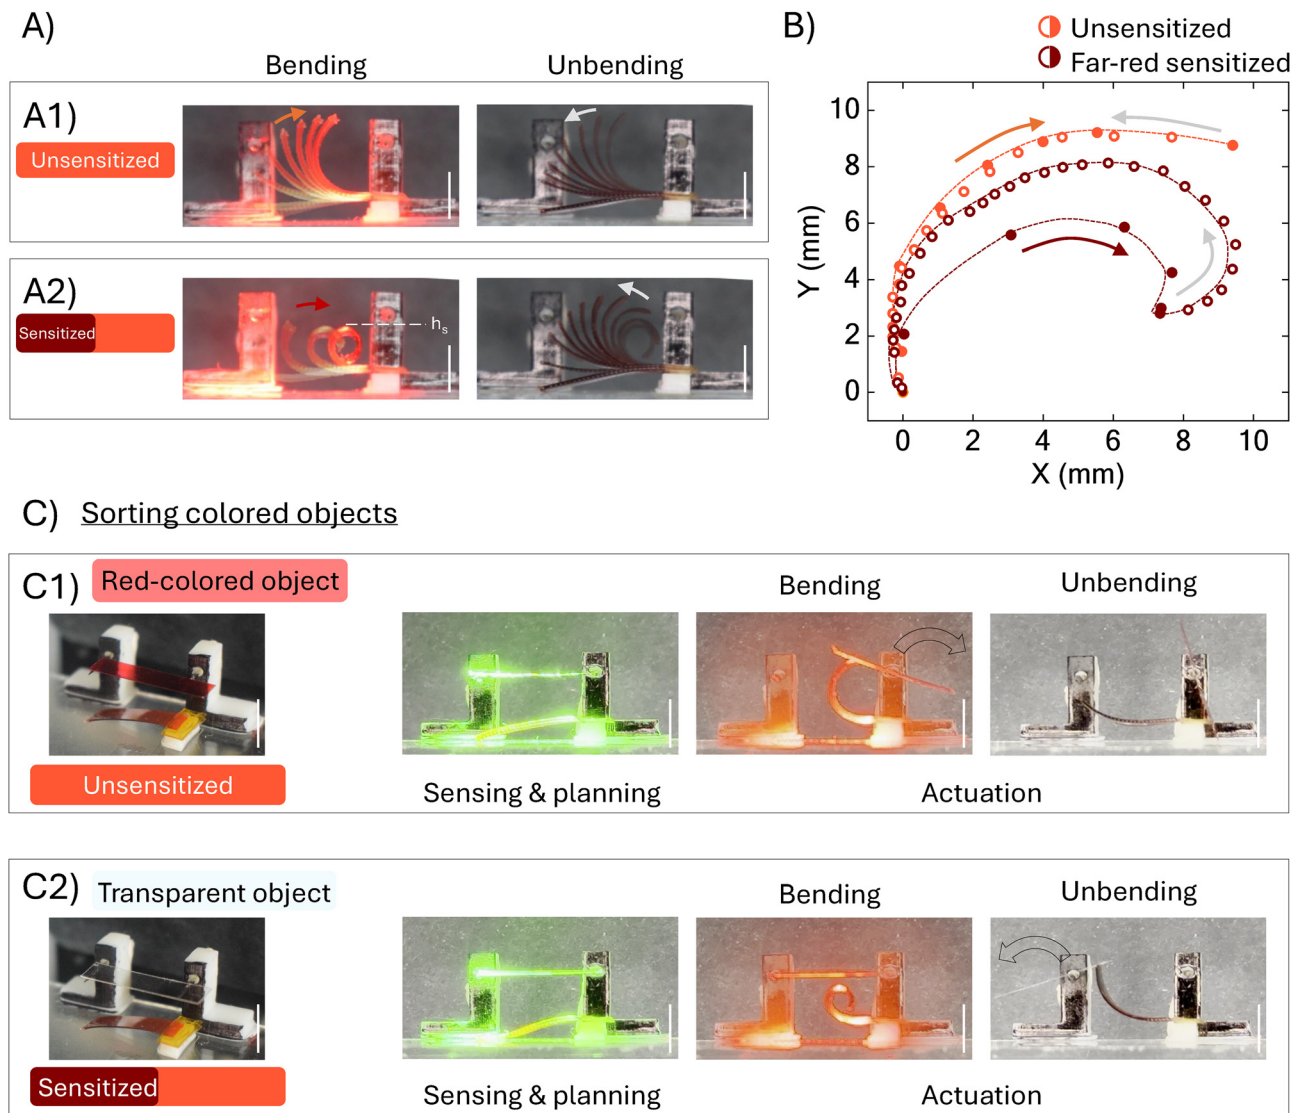 A)
Bending
Unbending
A1)
Unsensitized
A2)
Sensitized
hs
B)
Unsensitized
Far-red sensitized
10
8
6
4
2
0
Y (mm)
0 2 4 6 8 10
X (mm)
C) Sorting colored objects
C1) Red-colored object
Bending
Unbending
Unsensitized
Sensing & planning
Actuation
C2) Transparent object
Bending
Unbending
Sensitized
Sensing & planning
Actuation